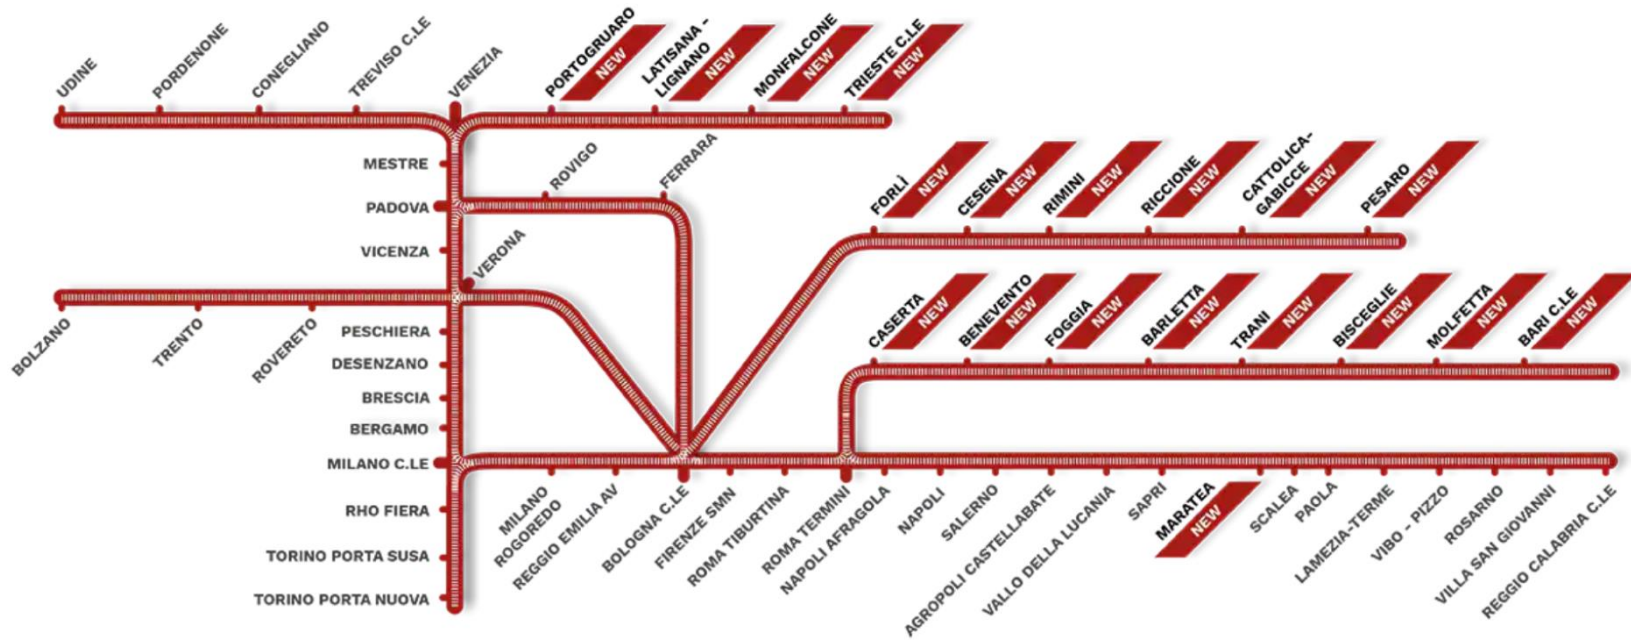 UDINE
PORDENONE
CONEGLIANO
TREVISO C.LE
VENEZIA
PORTOGRUARO
NEW
LATISANA –
LIGNANO
NEW
MONFALCONE
NEW
TRIESTE C.LE
NEW
MESTRE
ROVIGO
FERRARA
PADOVA
VICENZA
VERONA
FORLÌ
NEW
CESENA
NEW
RIMINI
NEW
RICCIONE
NEW
CATTOLICA–
GABICCE
NEW
PESARO
NEW
BOLZANO
TRENTO
ROVERETO
PESCHIERA
DESENZANO
BRESCIA
BERGAMO
MILANO C.LE
RHO FIERA
TORINO PORTA SUSA
TORINO PORTA NUOVA
CASERTA
NEW
BENEVENTO
NEW
FOGGIA
NEW
BARLETTA
NEW
TRANI
NEW
BISCEGLIE
NEW
MOLFETTA
NEW
BARI C.LE
NEW
MILANO
ROGOREDO
REGGIO EMILIA AV
BOLOGNA C.LE
FIRENZE SMN
ROMA TIBURTINA
ROMA TERMINI
NAPOLI AFRAGOLA
NAPOLI
SALERNO
AGROPOLI CASTELLABATE
VALLO DELLA LUCANIA
SAPRI
MARATEA
NEW
SCALEA
PAOLA
LAMEZIA-TERME
VIBO – PIZZO
ROSARNO
VILLA SAN GIOVANNI
REGGIO CALABRIA C.LE